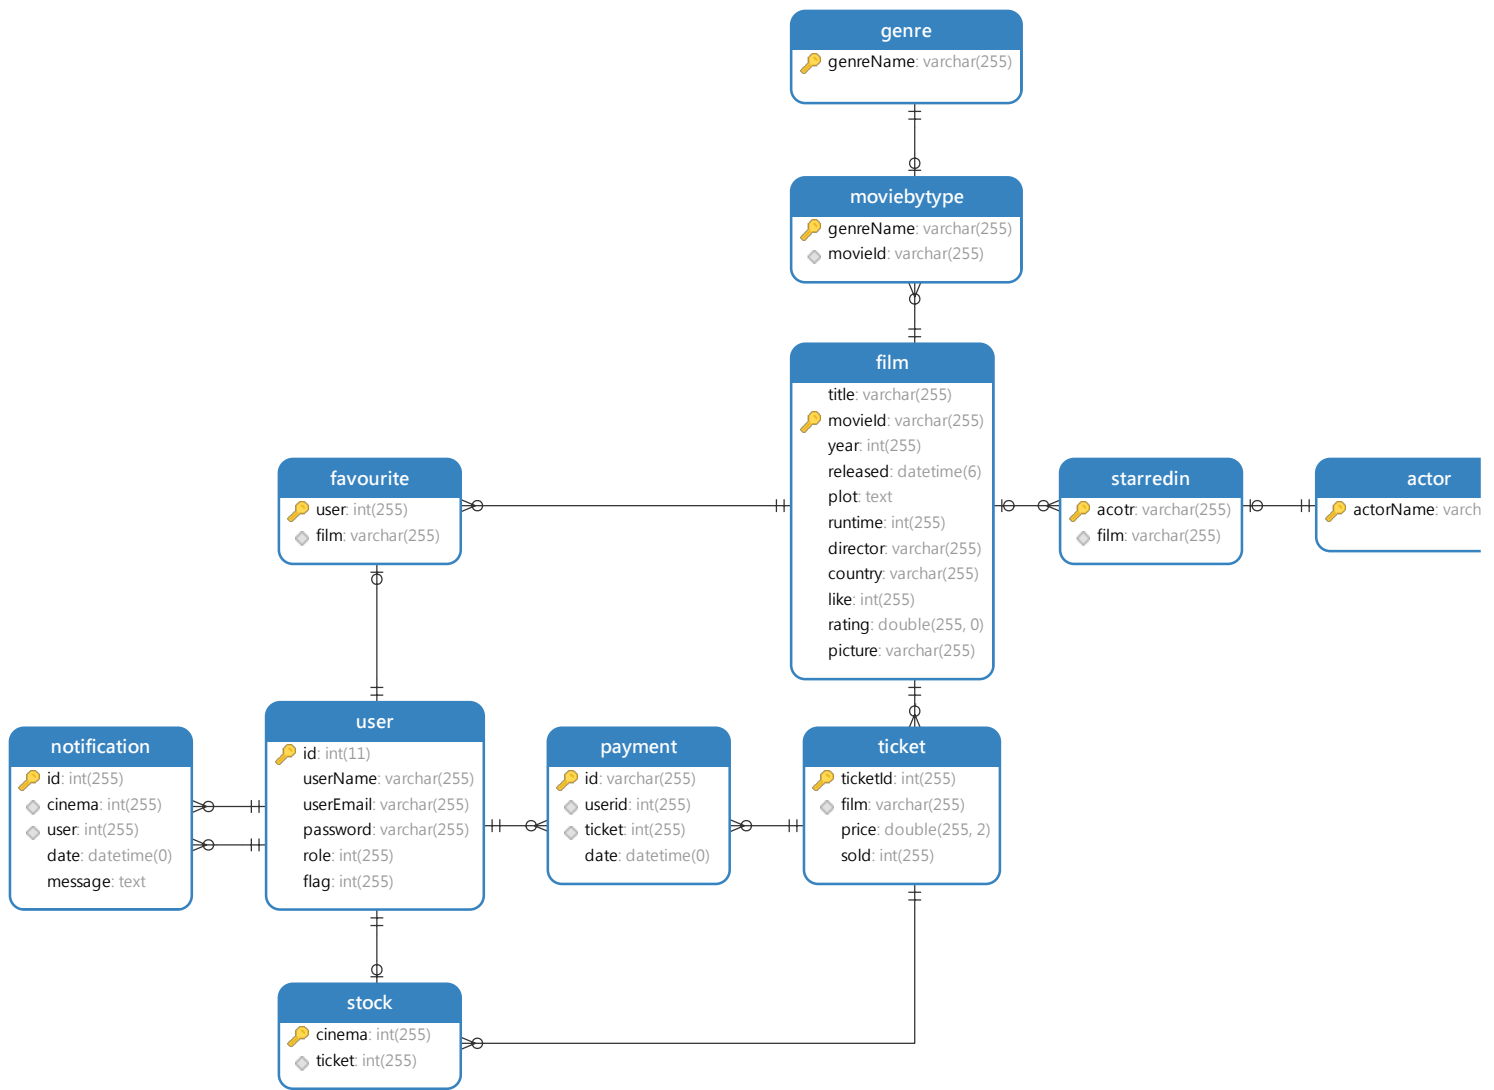 genre
genreName: varchar(255)
moviebytype
genreName: varchar(255)
movieId: varchar(255)
film
title: varchar(255)
movieId: varchar(255)
year: int(255)
released: datetime(6)
plot: text
runtime: int(255)
director: varchar(255)
country: varchar(255)
like: int(255)
rating: double(255, 0)
picture: varchar(255)
favourite
user: int(255)
film: varchar(255)
starredin
acotr: varchar(255)
film: varchar(255)
actor
actorName: varch
user
id: int(11)
userName: varchar(255)
userEmail: varchar(255)
password: varchar(255)
role: int(255)
flag: int(255)
notification
id: int(255)
cinema: int(255)
user: int(255)
date: datetime(0)
message: text
payment
id: varchar(255)
userid: int(255)
ticket: int(255)
date: datetime(0)
ticket
ticketId: int(255)
film: varchar(255)
price: double(255, 2)
sold: int(255)
stock
cinema: int(255)
ticket: int(255)